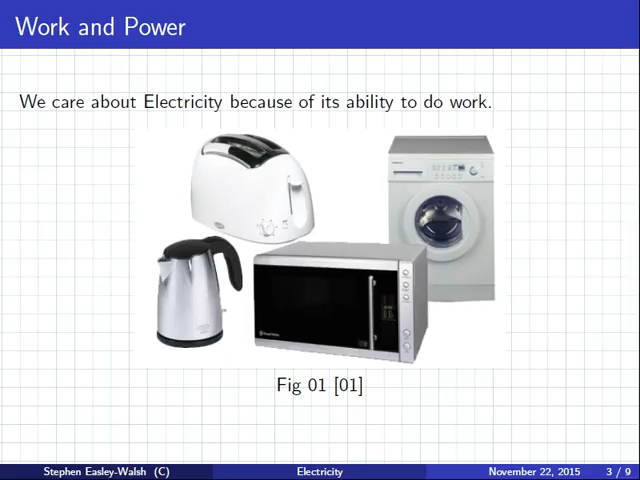 Work and Power
We care about Electricity because of its ability to do work.
Fig 01 [01]
Stephen Easley-Walsh (C) Electricity November 22, 2015 3 / 9